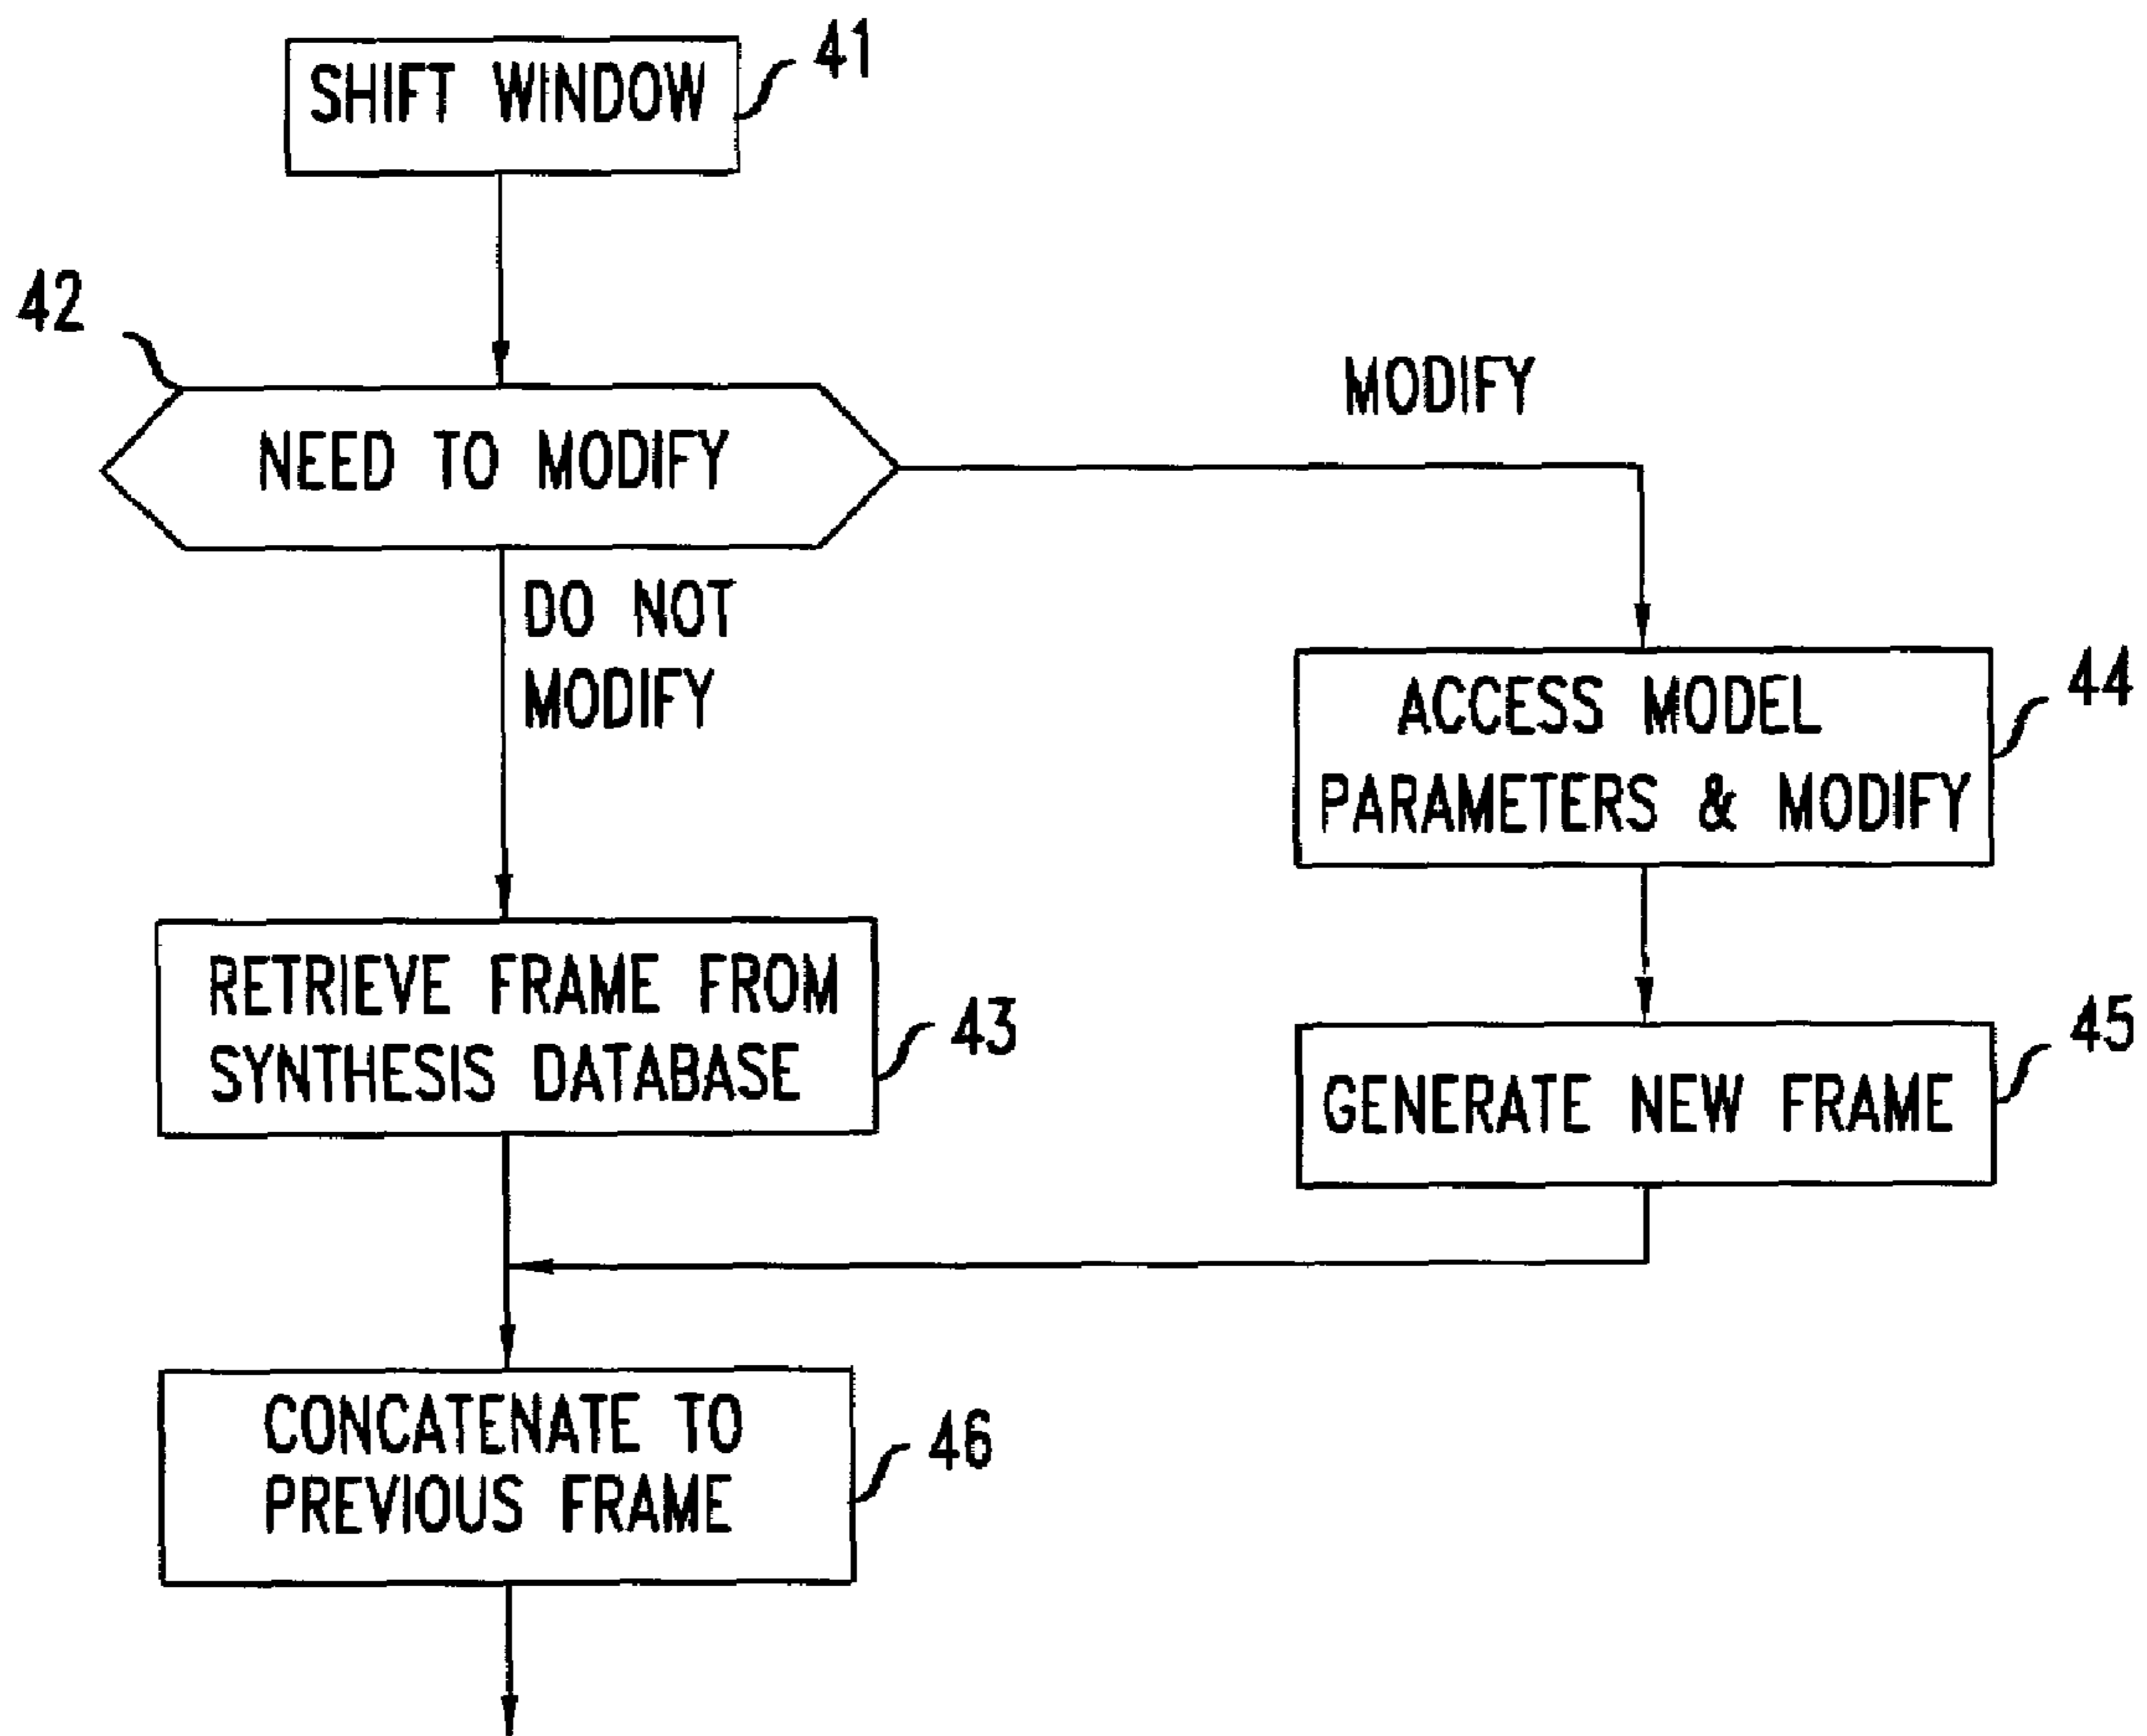 SHIFT WINDOW
41
42
NEED TO MODIFY
MODIFY
DO NOT
MODIFY
ACCESS MODEL
PARAMETERS & MODIFY
44
RETRIEVE FRAME FROM
SYNTHESIS DATABASE
43
GENERATE NEW FRAME
45
CONCATENATE TO
PREVIOUS FRAME
46